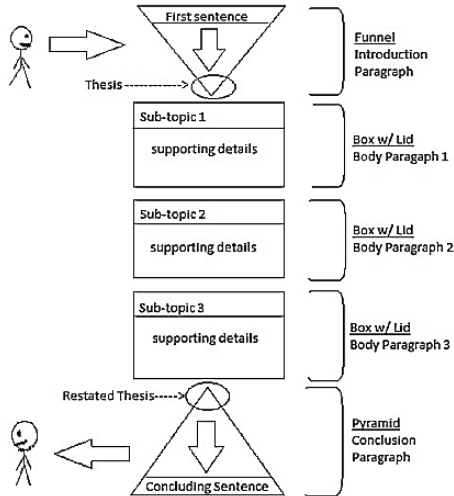 First sentence
Funnel
Introduction
Paragraph
Thesis
Sub-topic 1
supporting details
Box w/ Lid
Body Paragaph 1
Sub-topic 2
supporting details
Box w/ Lid
Body Paragraph 2
Sub-topic 3
supporting details
Box w/ Lid
Body Paragraph 3
Restated Thesis
Pyramid
Conclusion
Paragraph
Concluding Sentence